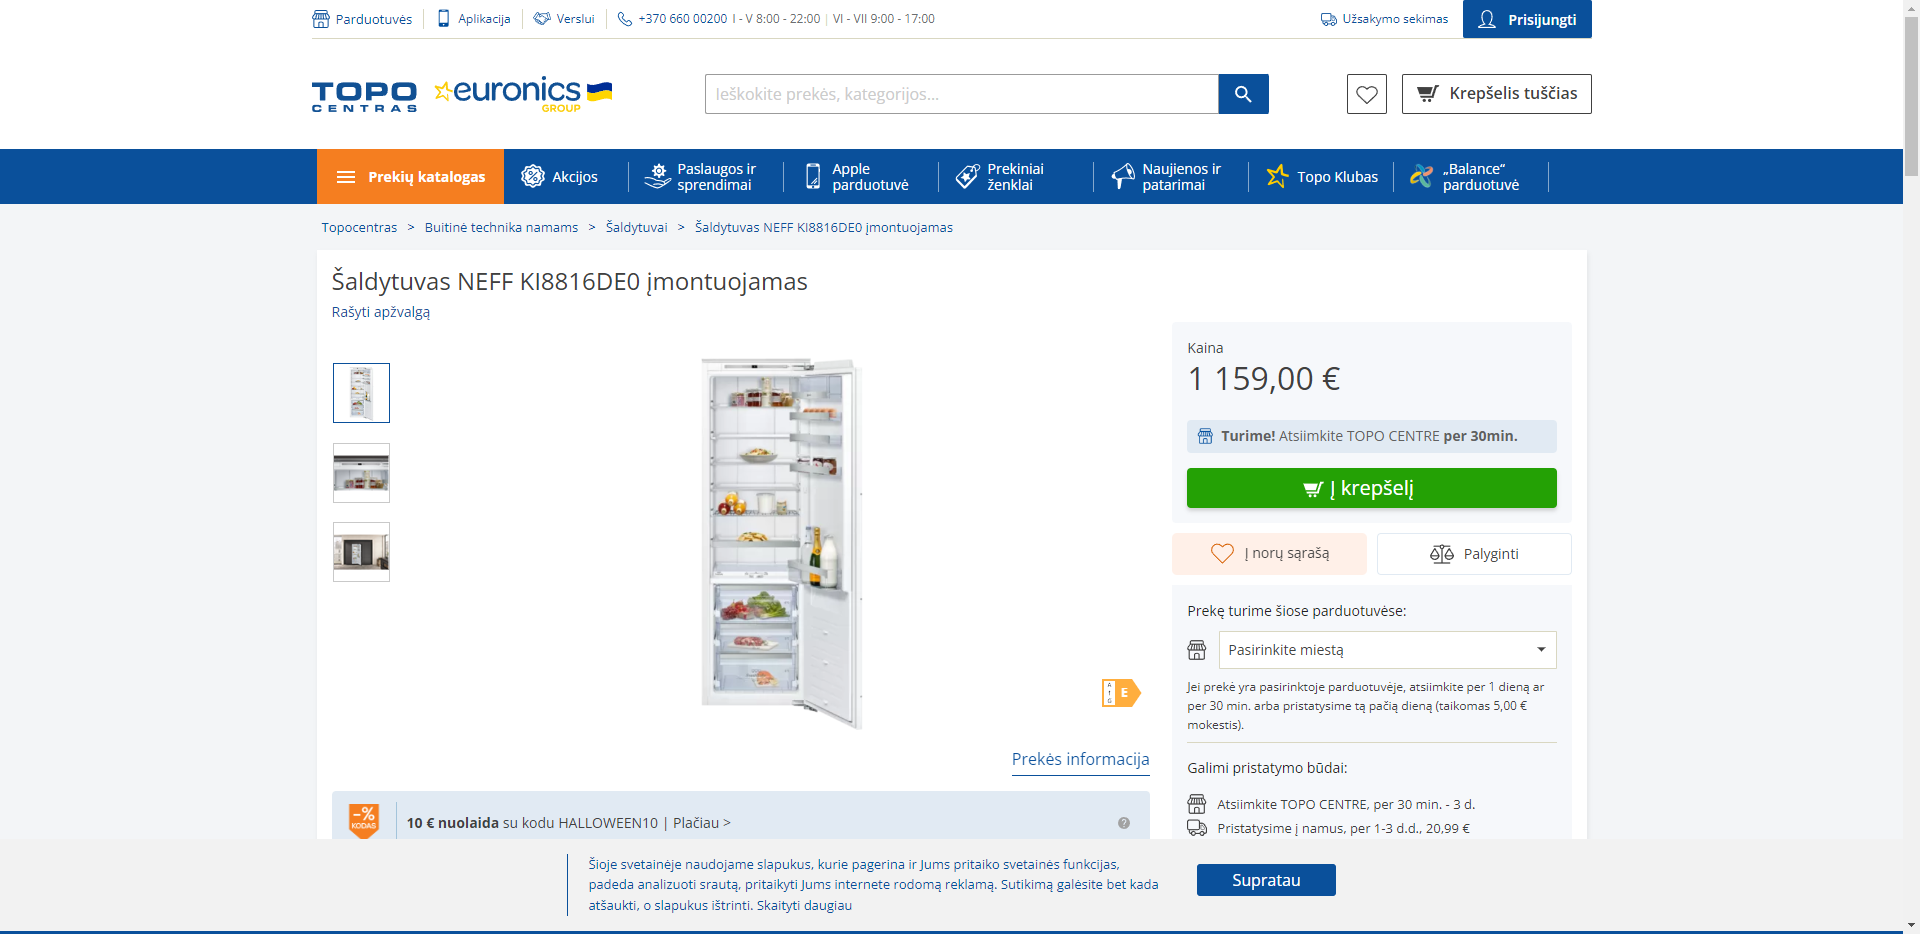 Parduotuvės
Aplikacija
Verslui
+370 660 00200 I - V 8:00 - 22:00 | VI - VII 9:00 - 17:00
Užsakymo sekimas
Prisijungti
TOPO CENTRAS
euronics GROUP
Ieškokite prekės, kategorijos...
Krepšelis tuščias
Prekių katalogas
Akcijos
Paslaugos ir
sprendimai
Apple
parduotuvė
Prekiniai
ženklai
Naujienos ir
patarimai
Topo Klubas
„Balance“
parduotuvė
Topocentras > Buitinė technika namams > Šaldytuvai > Šaldytuvas NEFF KI8816DE0 įmontuojamas
Šaldytuvas NEFF KI8816DE0 įmontuojamas
Rašyti apžvalgą
Kaina
1 159,00 €
Turime! Atsiimkite TOPO CENTRE per 30min.
Į krepšelį
Į norų sąrašą
Palyginti
Prekę turime šiose parduotuvėse:
Pasirinkite miestą
Jei prekė yra pasirinktoje parduotuvėje, atsiimkite per 1 dieną ar
per 30 min. arba pristatysime tą pačią dieną (taikomas 5,00 €
mokestis).
A
G
E
Prekės informacija
Galimi pristatymo būdai:
Atsiimkite TOPO CENTRE, per 30 min. - 3 d.
Pristatysime į namus, per 1-3 d.d., 20,99 €
-%
KODAS
10 € nuolaida su kodu HALLOWEEN10 | Plačiau >
?
Šioje svetainėje naudojame slapukus, kurie pagerina ir Jums pritaiko svetainės funkcijas,
padeda analizuoti srautą, pritaikyti Jums internete rodomą reklamą. Sutikimą galėsite bet kada
atšaukti, o slapukus ištrinti. Skaityti daugiau
Supratau